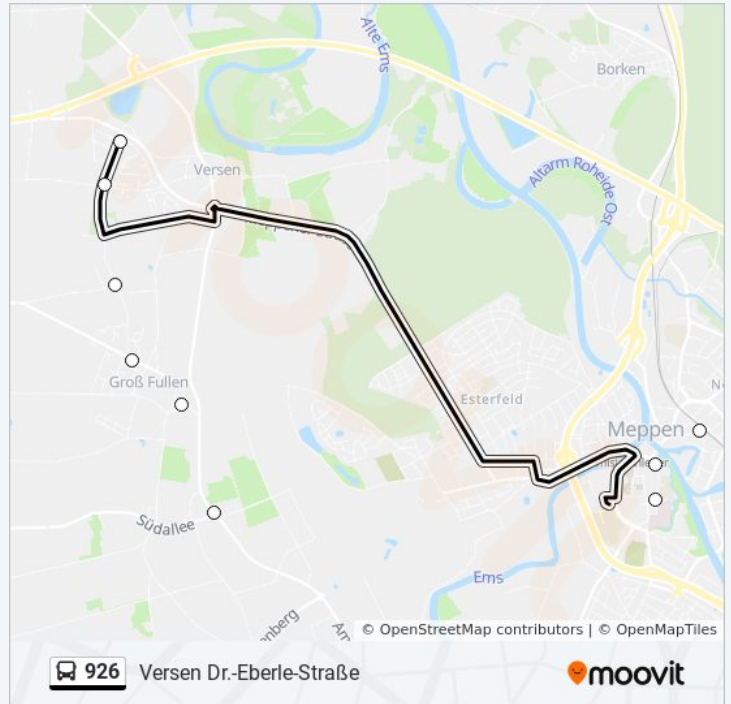 Alte Ems
Borken
Versen
Altarm Roheide Ost
Groß Fullen
Esterfeld
Meppen
Südallee
Ems
© OpenStreetMap contributors | © OpenMapTiles
926 Versen Dr.-Eberle-Straße
moovit